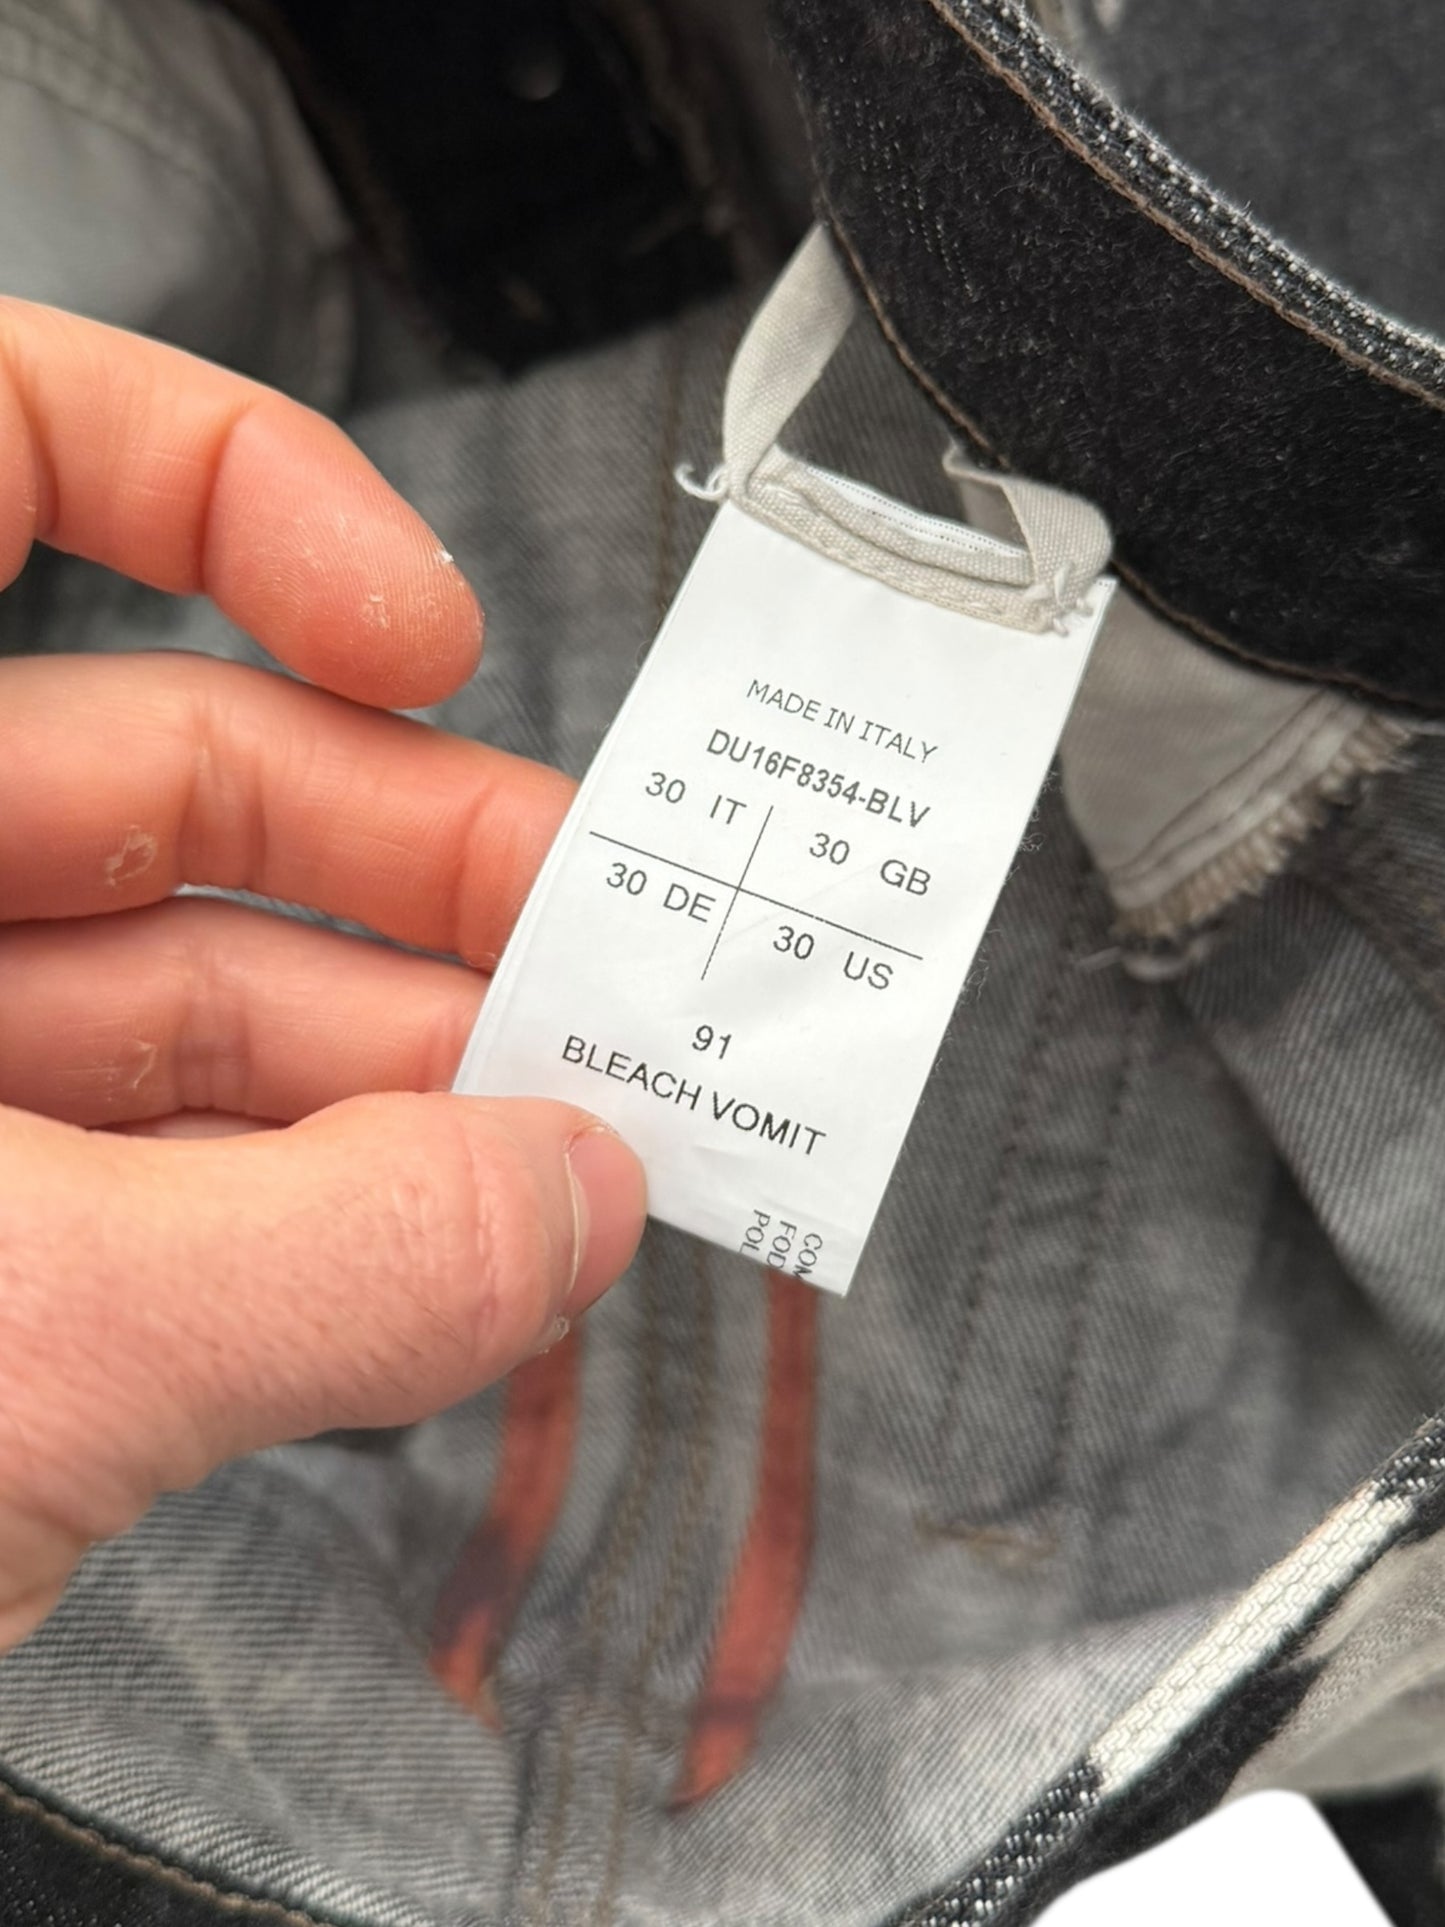 MADE IN ITALY
DU16F8354-BLV
30 IT 30 GB
30 DE 30 US
91
BLEACH VOMIT